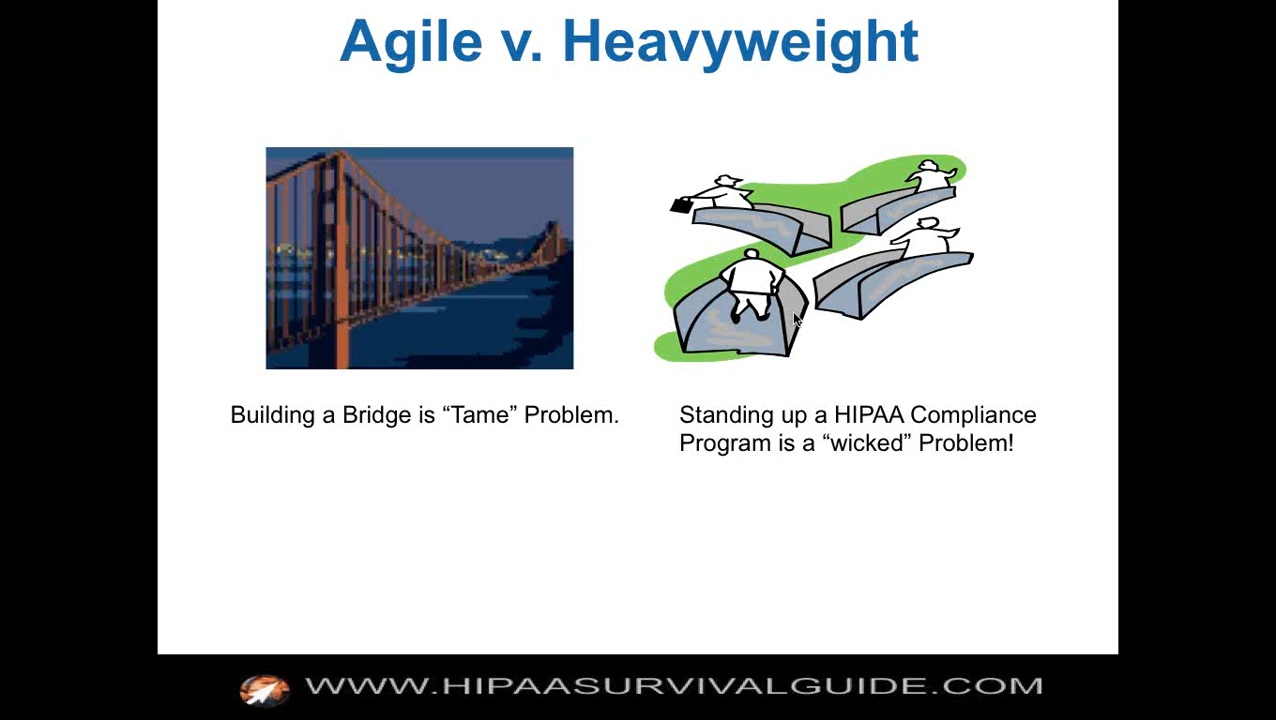 Agile v. Heavyweight
Building a Bridge is “Tame” Problem.
Standing up a HIPAA Compliance
Program is a “wicked” Problem!
WWW.HIPAASURVIVALGUIDE.COM